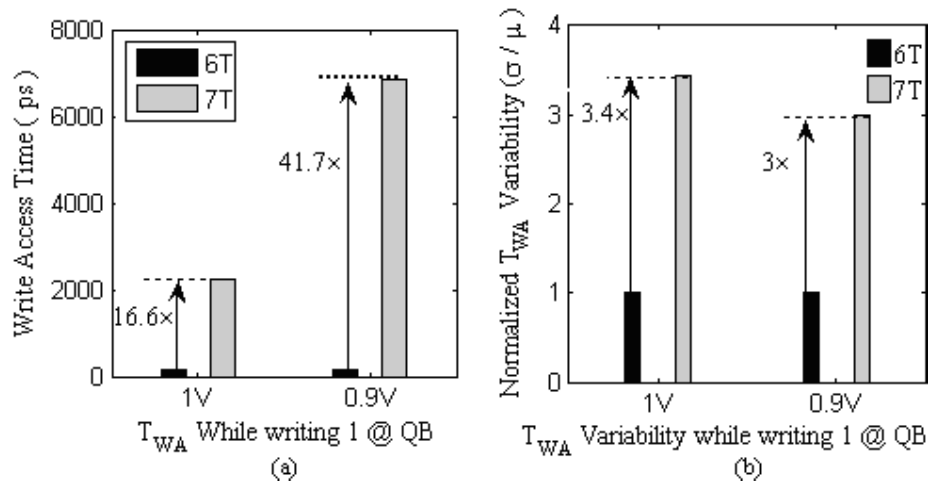 8000
6000
4000
2000
0
Write Access Time ( ps )
6T
7T
16.6×
41.7×
1V
0.9V
T_WA While writing 1 @ QB
(a)
4
3
2
1
0
Normalized T_WA Variability ( σ / μ )
6T
7T
3.4×
3×
1V
0.9V
T_WA Variability while writing 1 @ QB
(b)